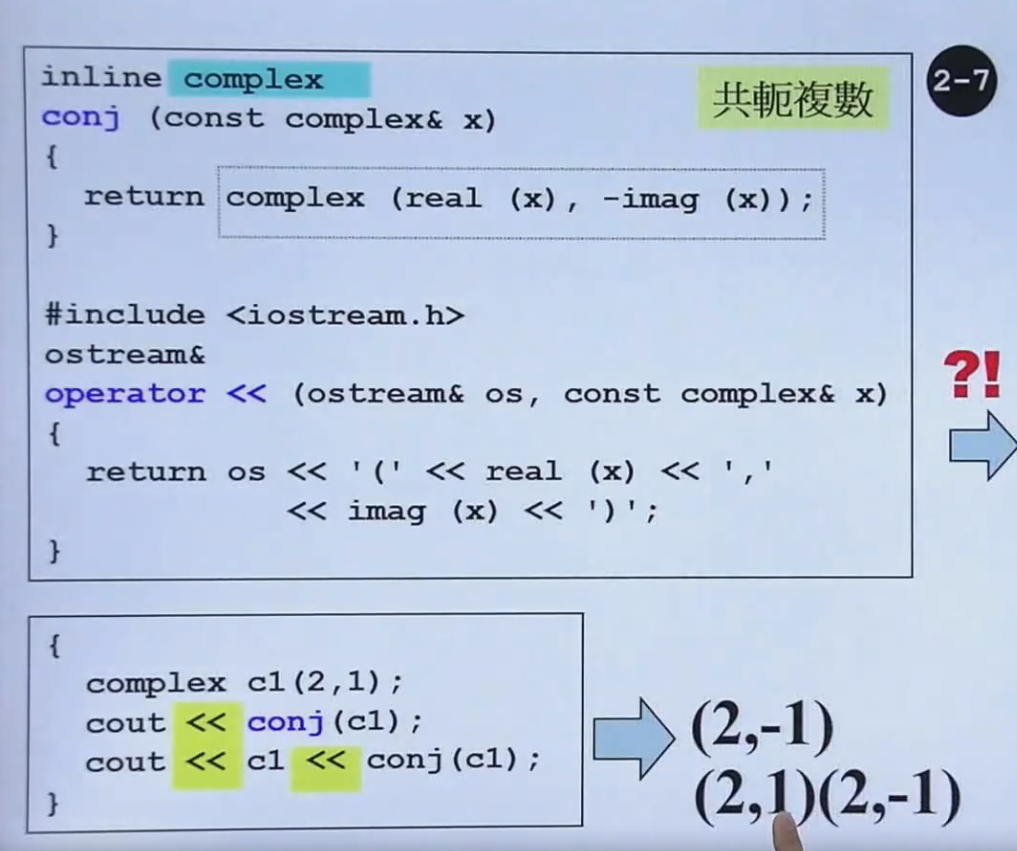 inline complex
共軛複數
2-7
conj (const complex& x)
{
  return complex (real (x), -imag (x));
}
#include <iostream.h>
ostream&
operator << (ostream& os, const complex& x)
{
  return os << '(' << real (x) << ','
            << imag (x) << ')';
}
?!
{
  complex c1(2,1);
  cout << conj(c1);
  cout << c1 << conj(c1);
}
(2,-1)
(2,1)(2,-1)